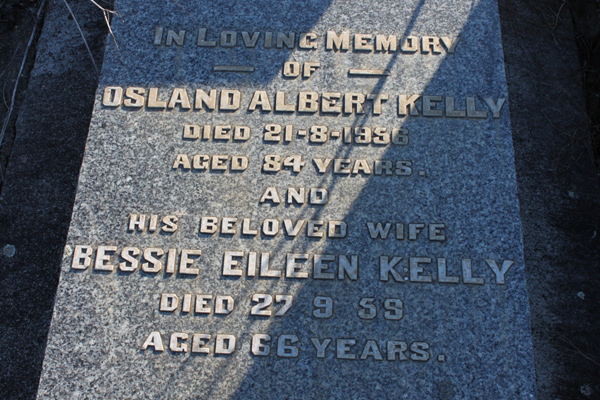 IN LOVING MEMORY
OF
OSLAND ALBERT KELLY
DIED 21-8-1956
AGED 84 YEARS.
AND
HIS BELOVED WIFE
BESSIE EILEEN KELLY
DIED 27 9 59
AGED 66 YEARS.